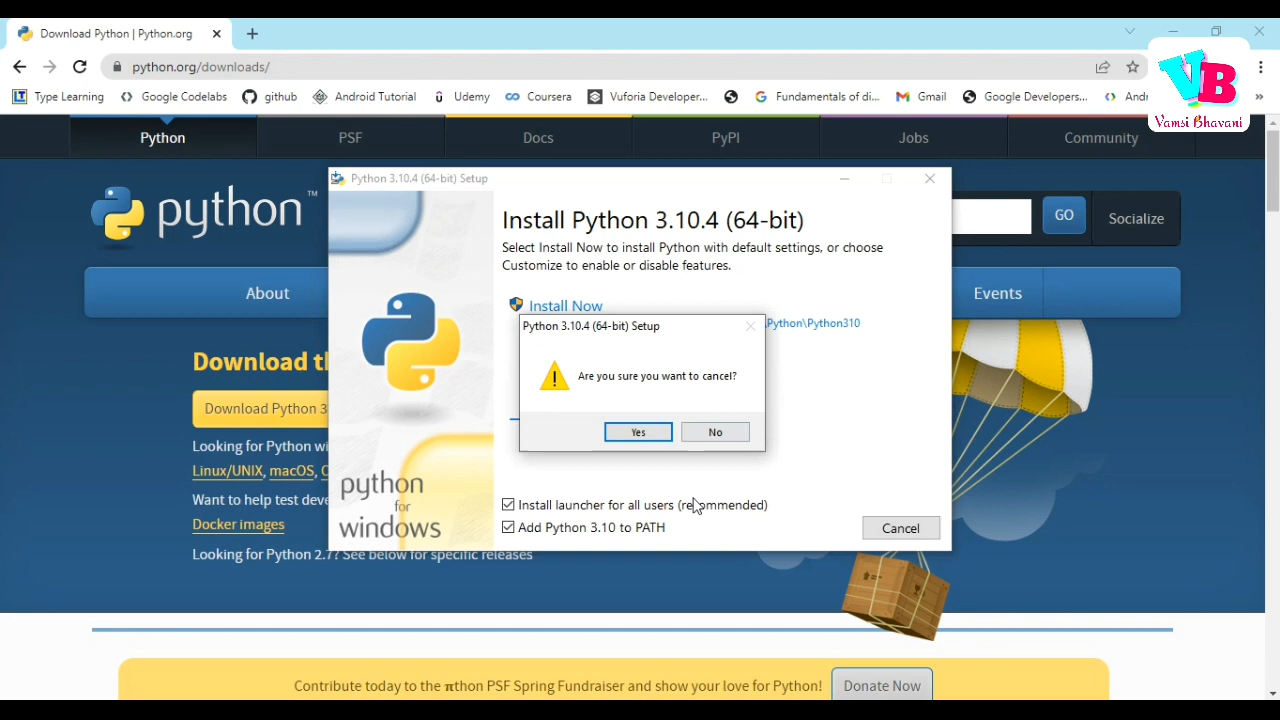 Download Python | Python.org
python.org/downloads/
Type Learning
Google Codelabs
github
Android Tutorial
Udemy
Coursera
Vuforia Developer...
Fundamentals of di...
Gmail
Google Developers...
Andr
VB
Vamsi Bhavani
Python
PSF
Docs
PyPI
Jobs
Community
python™
GO
Socialize
About
Events
Download th
Download Python 3
Looking for Python wi
Linux/UNIX, macOS, O
Want to help test deve
Docker images
Looking for Python 2.7? See below for specific releases
Python 3.10.4 (64-bit) Setup
Install Python 3.10.4 (64-bit)
Select Install Now to install Python with default settings, or choose
Customize to enable or disable features.
Install Now
\Python\Python310
Python 3.10.4 (64-bit) Setup
Are you sure you want to cancel?
Yes
No
python
for
windows
Install launcher for all users (recommended)
Add Python 3.10 to PATH
Cancel
Contribute today to the πthon PSF Spring Fundraiser and show your love for Python!
Donate Now